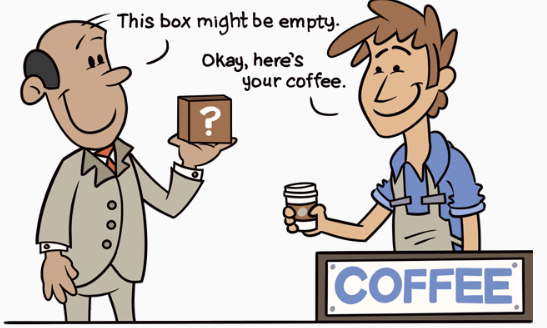 This box might be empty.
Okay, here's
your coffee.
?
COFFEE